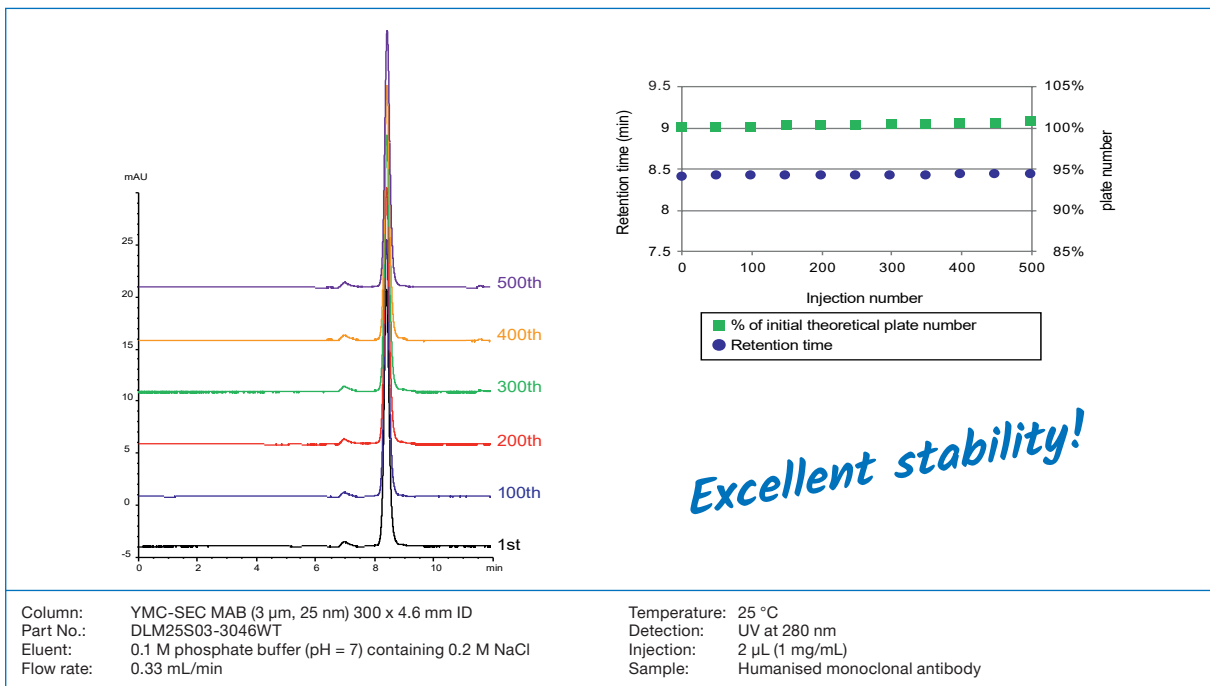 mAU
25
20
15
10
5
0
-5
0 2 4 6 8 10 min
500th
400th
300th
200th
100th
1st
Retention time (min)
9.5
9
8.5
8
7.5
105%
100%
95%
90%
85%
plate number
0 100 200 300 400 500
Injection number
% of initial theoretical plate number
Retention time
Excellent stability!
Column: YMC-SEC MAB (3 µm, 25 nm) 300 x 4.6 mm ID
Part No.: DLM25S03-3046WT
Eluent: 0.1 M phosphate buffer (pH = 7) containing 0.2 M NaCl
Flow rate: 0.33 mL/min
Temperature: 25 °C
Detection: UV at 280 nm
Injection: 2 µL (1 mg/mL)
Sample: Humanised monoclonal antibody